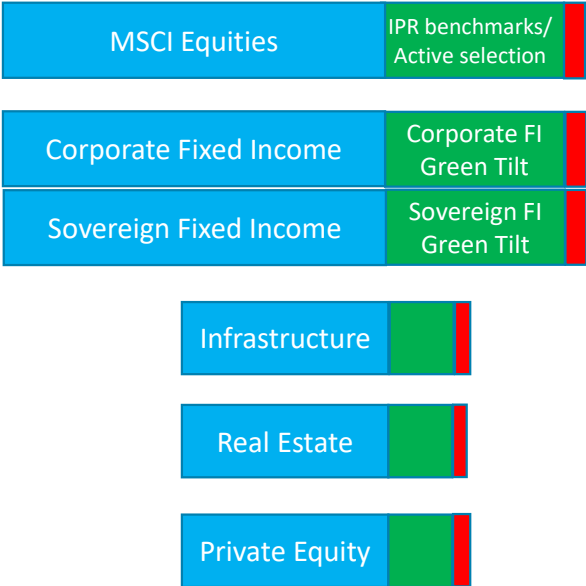 MSCI Equities
IPR benchmarks/
Active selection
Corporate Fixed Income
Corporate FI
Green Tilt
Sovereign Fixed Income
Sovereign FI
Green Tilt
Infrastructure
Real Estate
Private Equity